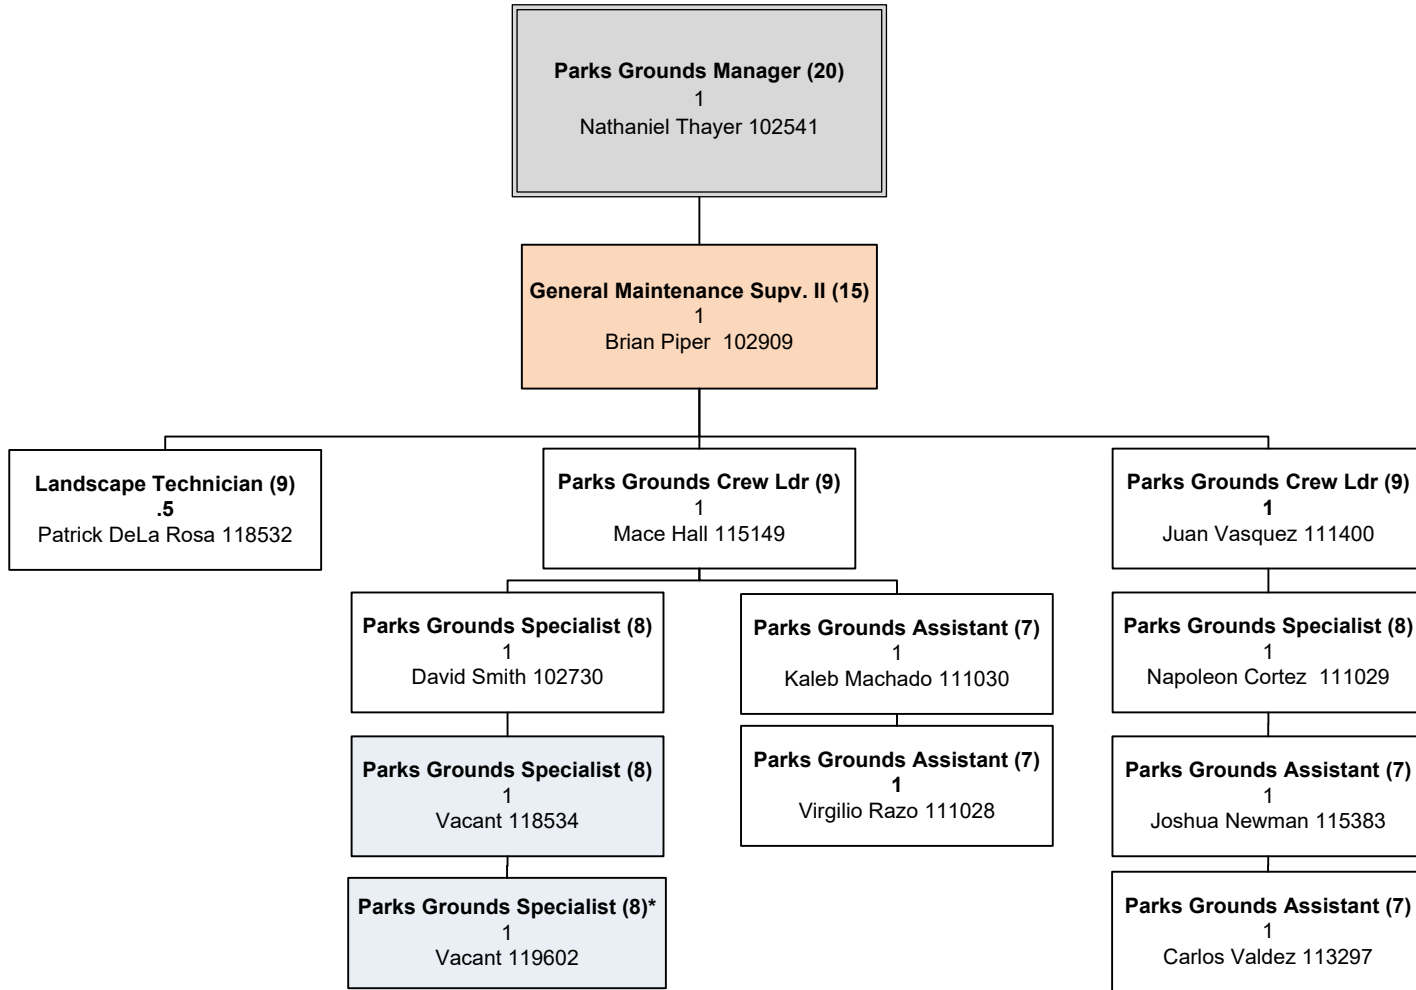 Parks Grounds Manager (20)
1
Nathaniel Thayer 102541
General Maintenance Supv. II (15)
1
Brian Piper  102909
Landscape Technician (9)
.5
Patrick DeLa Rosa 118532
Parks Grounds Crew Ldr (9)
1
Mace Hall 115149
Parks Grounds Crew Ldr (9)
1
Juan Vasquez 111400
Parks Grounds Specialist (8)
1
David Smith 102730
Parks Grounds Assistant (7)
1
Kaleb Machado 111030
Parks Grounds Specialist (8)
1
Napoleon Cortez  111029
Parks Grounds Specialist (8)
1
Vacant 118534
Parks Grounds Assistant (7)
1
Virgilio Razo 111028
Parks Grounds Assistant (7)
1
Joshua Newman 115383
Parks Grounds Specialist (8)*
1
Vacant 119602
Parks Grounds Assistant (7)
1
Carlos Valdez 113297